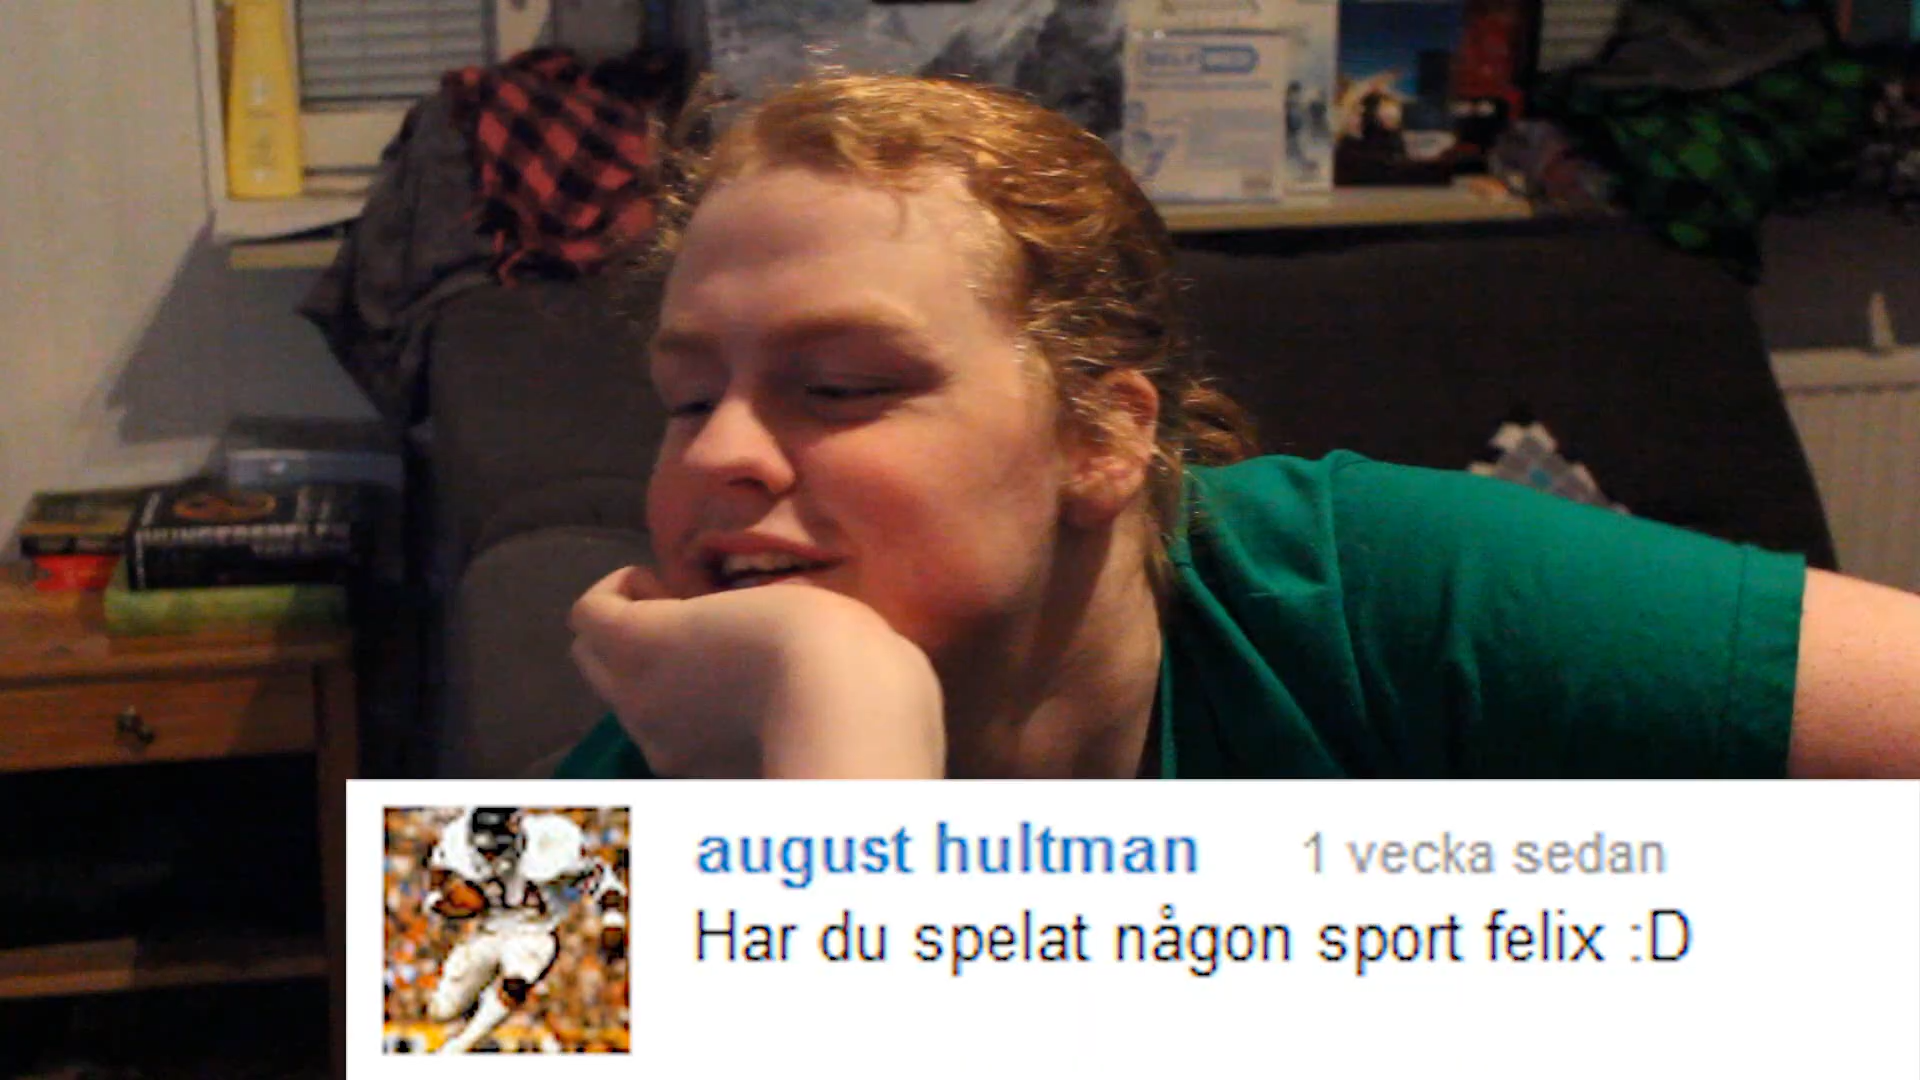 august hultman 1 vecka sedan
Har du spelat någon sport felix :D